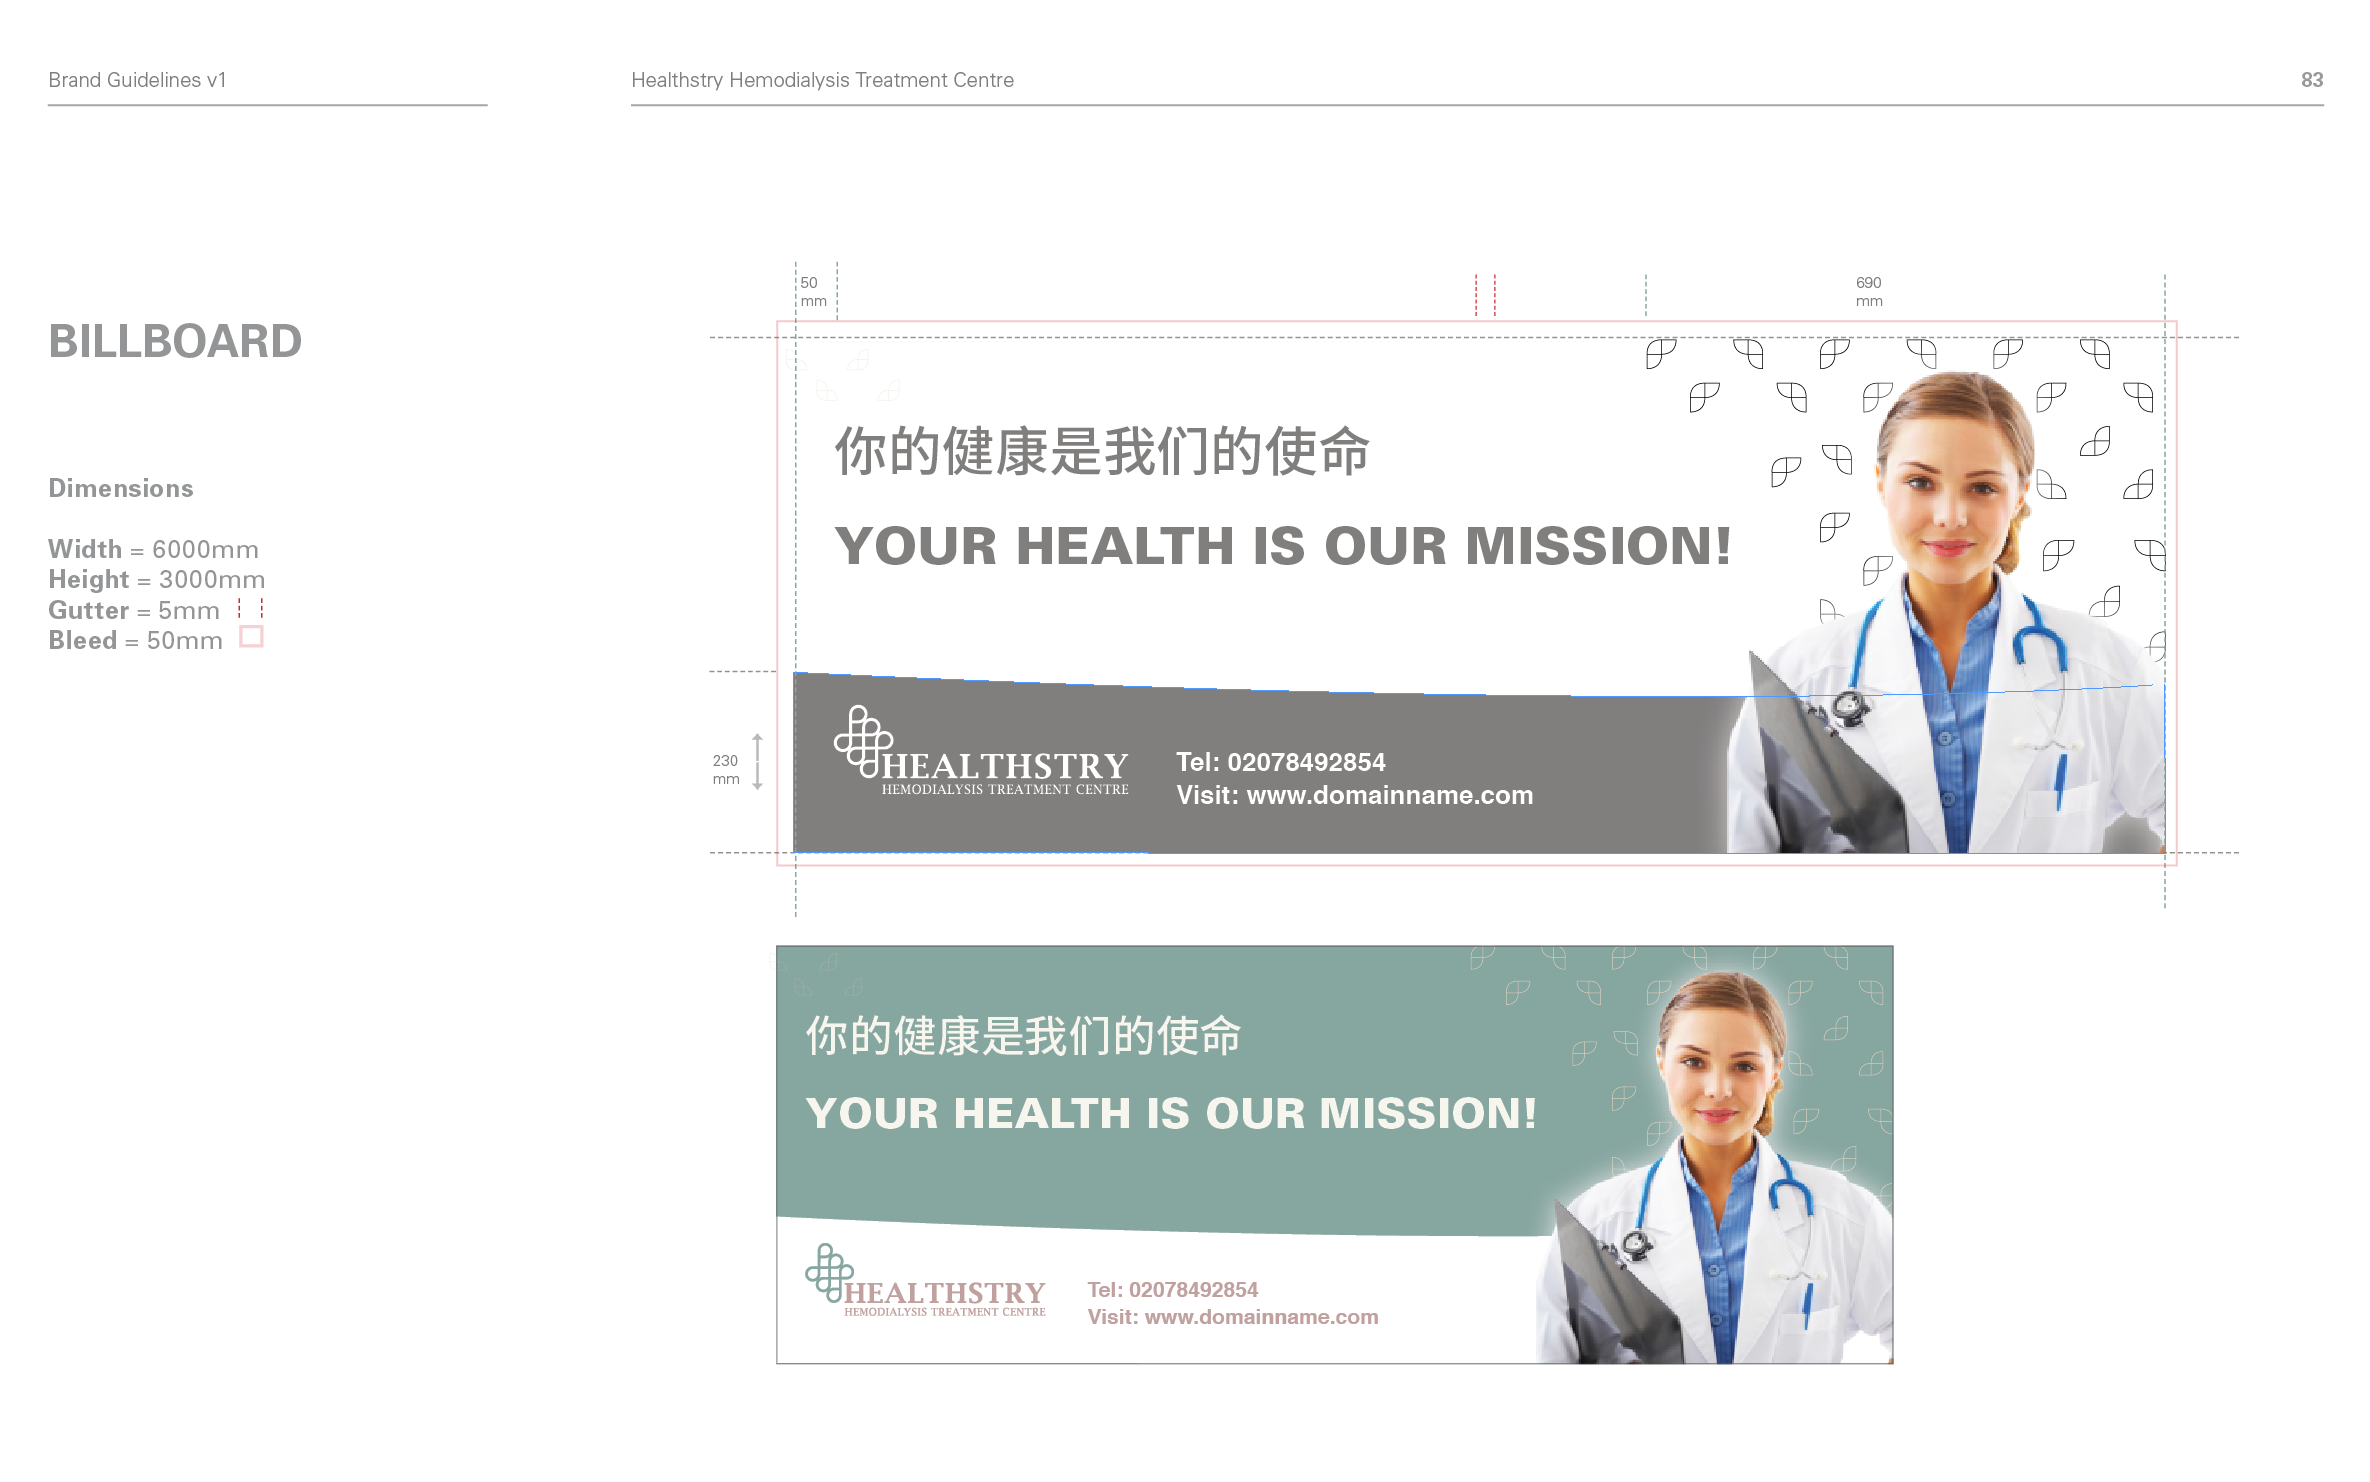 Brand Guidelines v1
Healthstry Hemodialysis Treatment Centre
83
BILLBOARD
Dimensions
Width = 6000mm
Height = 3000mm
Gutter = 5mm
Bleed = 50mm
50
mm
690
mm
你的健康是我们的使命
YOUR HEALTH IS OUR MISSION!
230
mm
HEALTHSTRY
HEMODIALYSIS TREATMENT CENTRE
Tel: 02078492854
Visit: www.domainname.com
你的健康是我们的使命
YOUR HEALTH IS OUR MISSION!
HEALTHSTRY
HEMODIALYSIS TREATMENT CENTRE
Tel: 02078492854
Visit: www.domainname.com